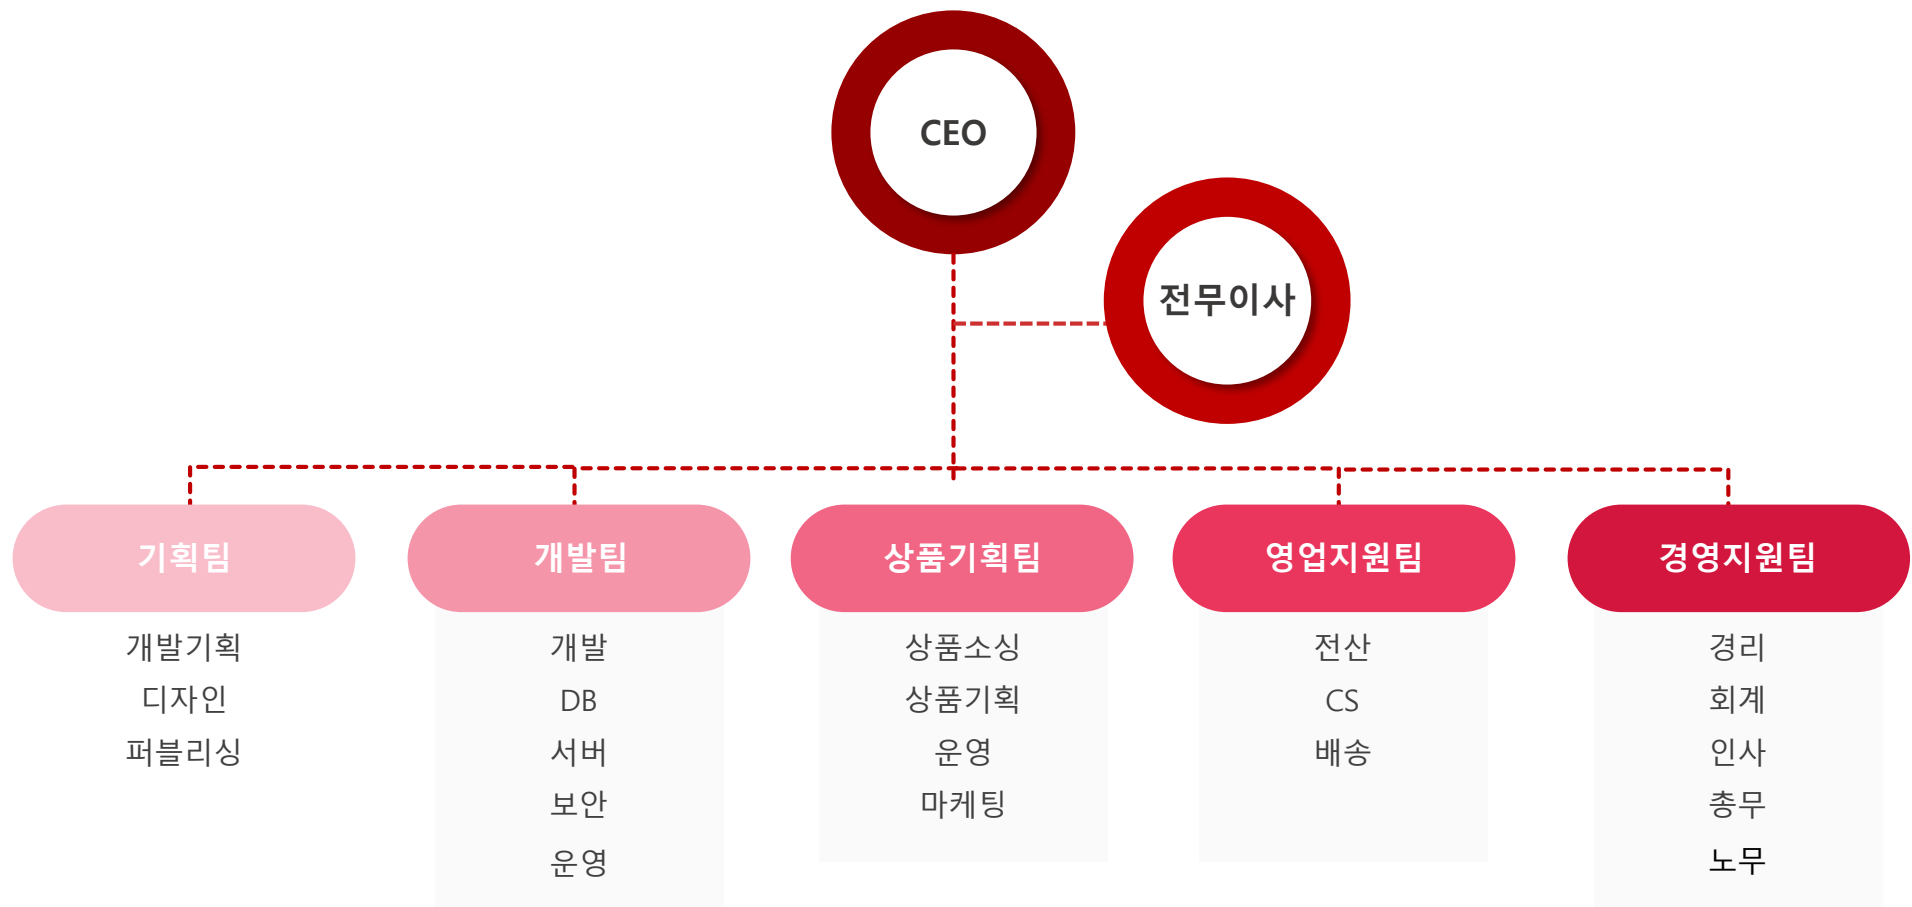 CEO
전무이사
기획팀
개발기획
디자인
퍼블리싱
개발팀
개발
DB
서버
보안
운영
상품기획팀
상품소싱
상품기획
운영
마케팅
영업지원팀
전산
CS
배송
경영지원팀
경리
회계
인사
총무
노무